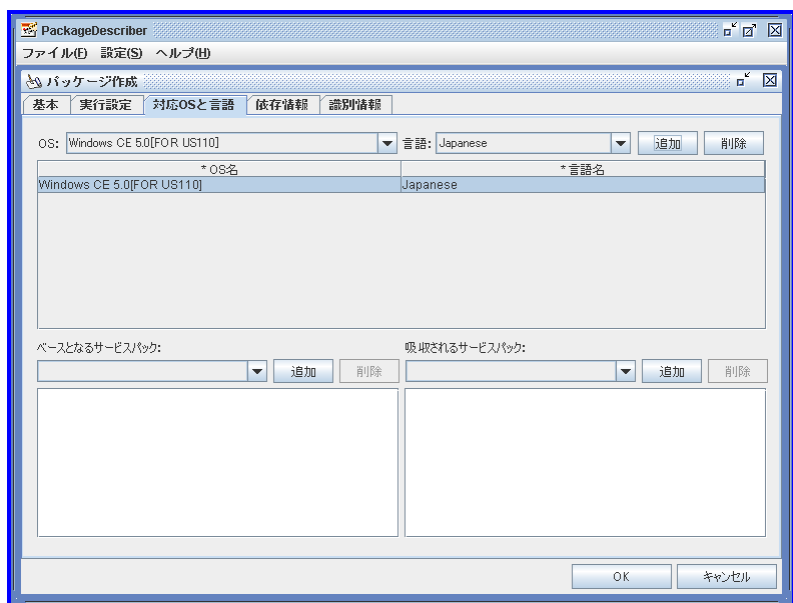 PackageDescriber
ファイル(F) 設定(S) ヘルプ(H)
パッケージ作成
基本 実行設定 対応OSと言語 依存情報 識別情報
OS: Windows CE 5.0[FOR US110] 言語: Japanese 追加 削除
* OS名 * 言語名
Windows CE 5.0[FOR US110] Japanese
ベースとなるサービスパック: 吸収されるサービスパック:
追加 削除 追加 削除
OK キャンセル